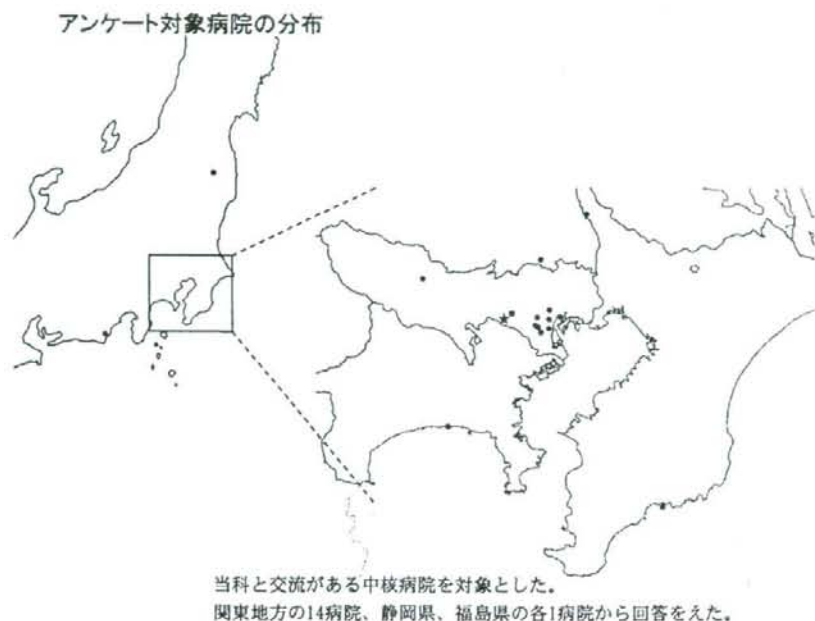 アンケート対象病院の分布
当科と交流がある中核病院を対象とした。
関東地方の14病院、静岡県、福島県の各1病院から回答をえた。